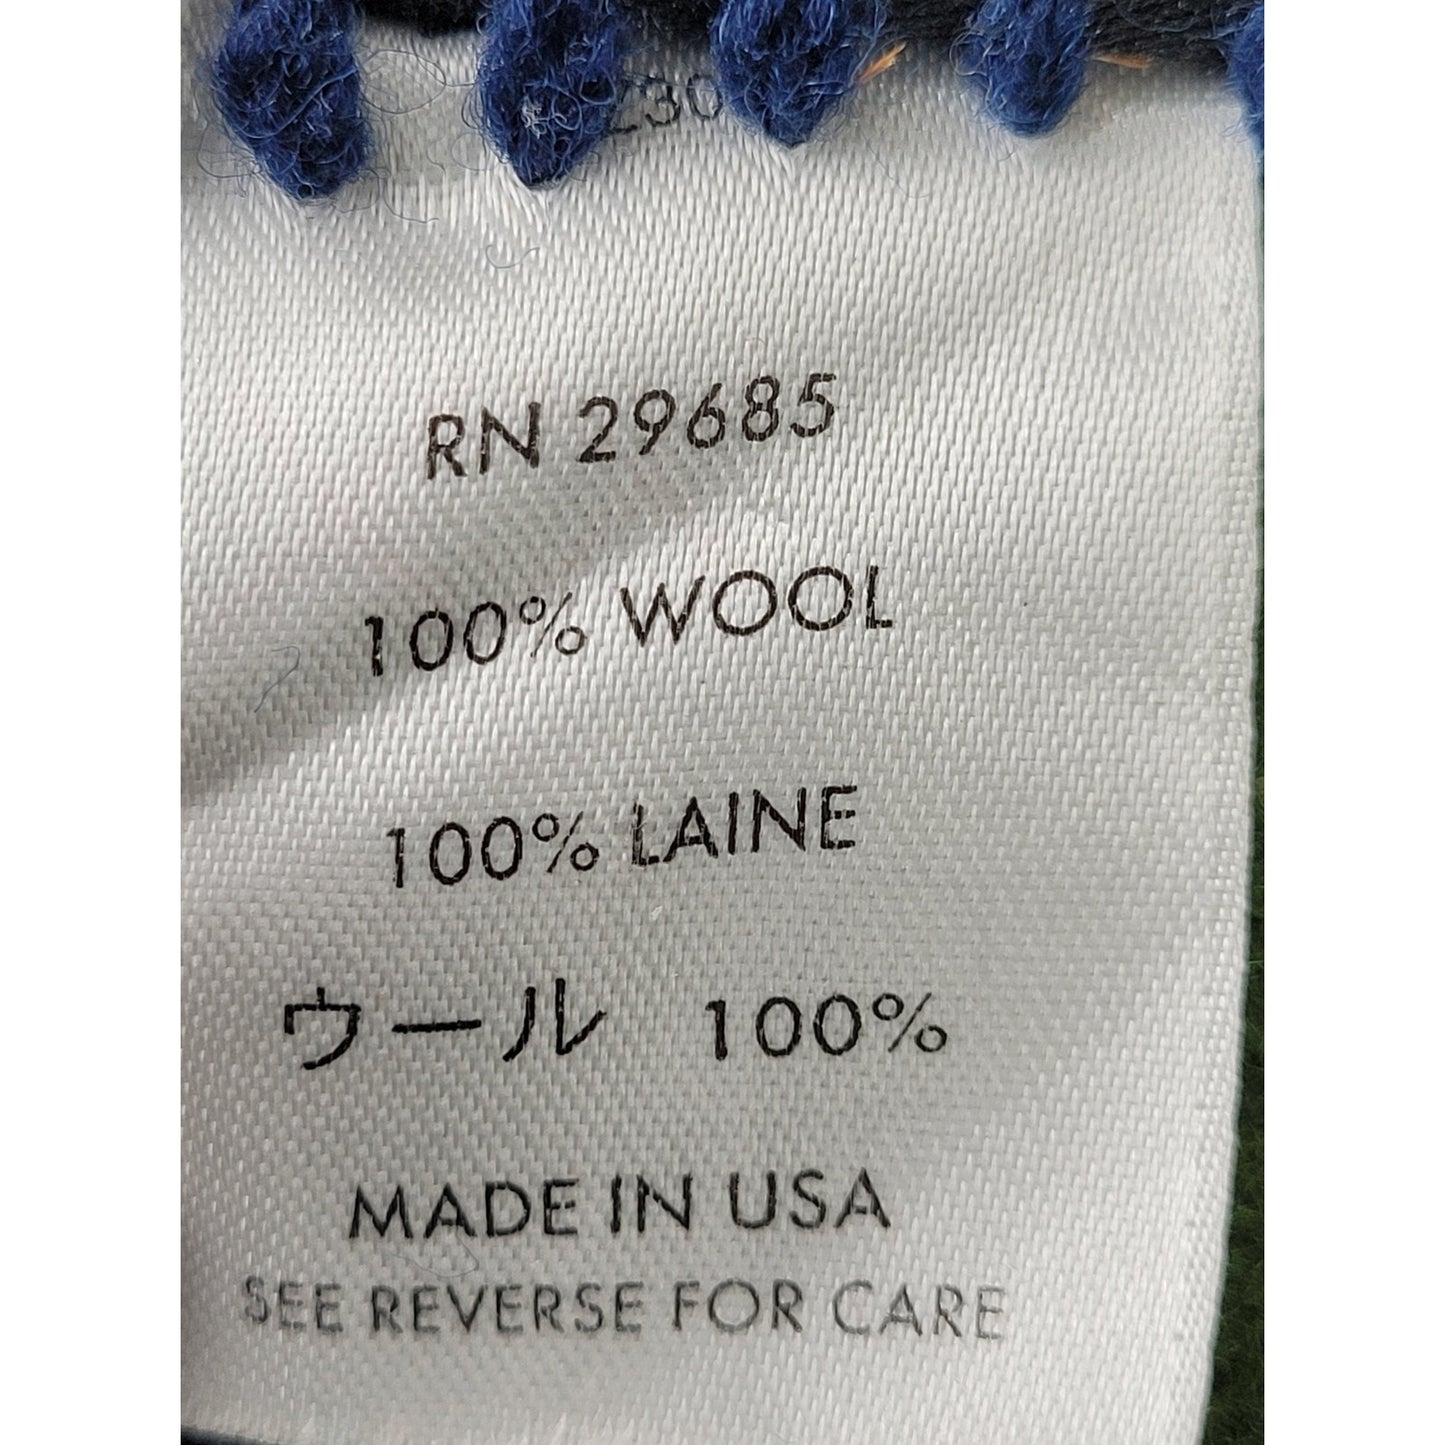 RN 29685
100% WOOL
100% LAINE
ウール 100%
MADE IN USA
SEE REVERSE FOR CARE